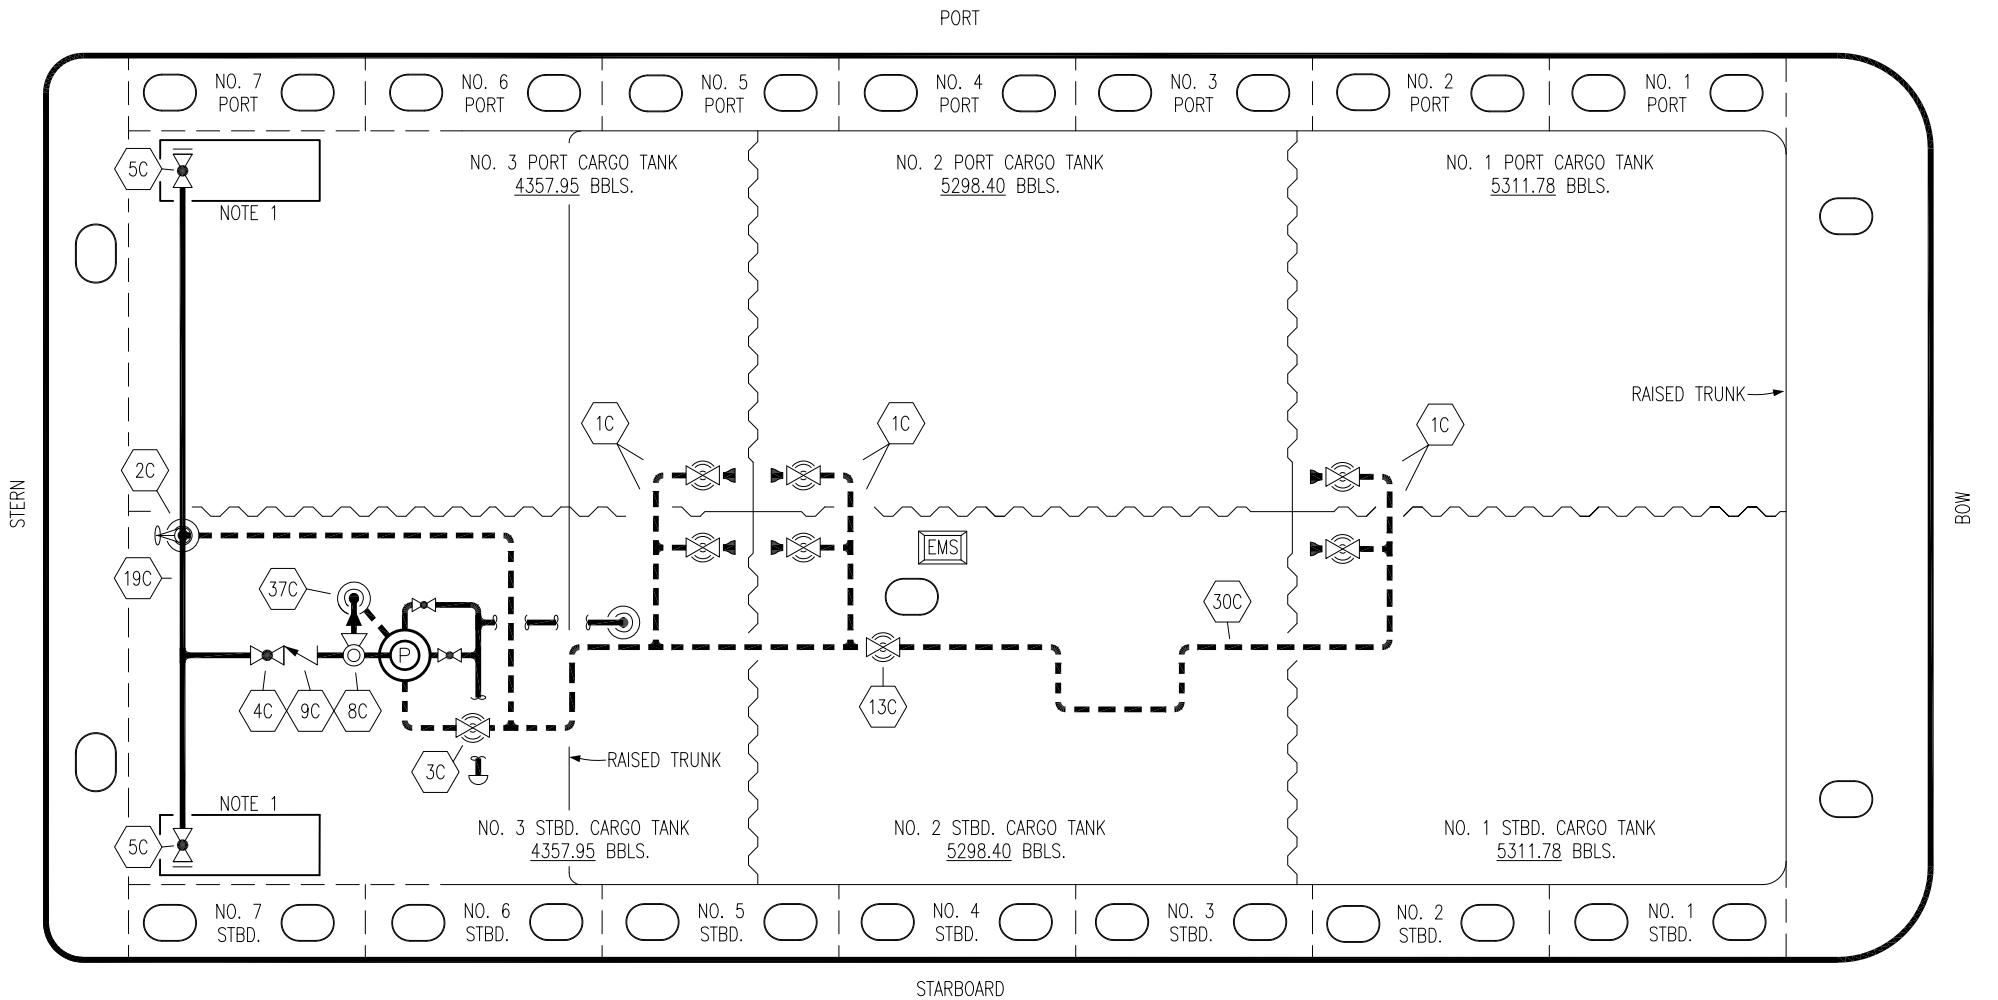 PORT
NO. 7
PORT
NO. 6
PORT
NO. 5
PORT
NO. 4
PORT
NO. 3
PORT
NO. 2
PORT
NO. 1
PORT
5C
NOTE 1
NO. 3 PORT CARGO TANK
4357.95 BBLS.
NO. 2 PORT CARGO TANK
5298.40 BBLS.
NO. 1 PORT CARGO TANK
5311.78 BBLS.
RAISED TRUNK
1C
1C
1C
2C
STERN
BOW
19C
37C
EMS
30C
P
4C
9C
8C
13C
3C
RAISED TRUNK
NOTE 1
5C
NO. 3 STBD. CARGO TANK
4357.95 BBLS.
NO. 2 STBD. CARGO TANK
5298.40 BBLS.
NO. 1 STBD. CARGO TANK
5311.78 BBLS.
NO. 7
STBD.
NO. 6
STBD.
NO. 5
STBD.
NO. 4
STBD.
NO. 3
STBD.
NO. 2
STBD.
NO. 1
STBD.
STARBOARD